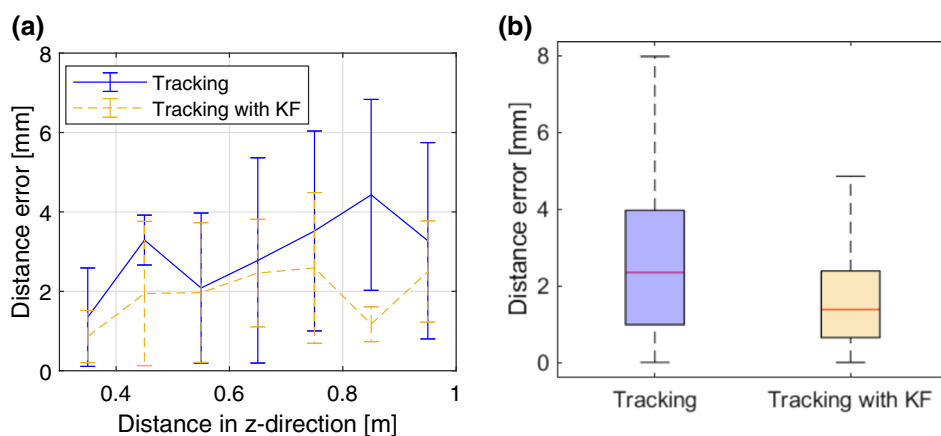 (a)
8
6
4
2
0
Distance error [mm]
Tracking
Tracking with KF
0.4 0.6 0.8 1
Distance in z-direction [m]
(b)
8
6
4
2
0
Distance error [mm]
Tracking Tracking with KF